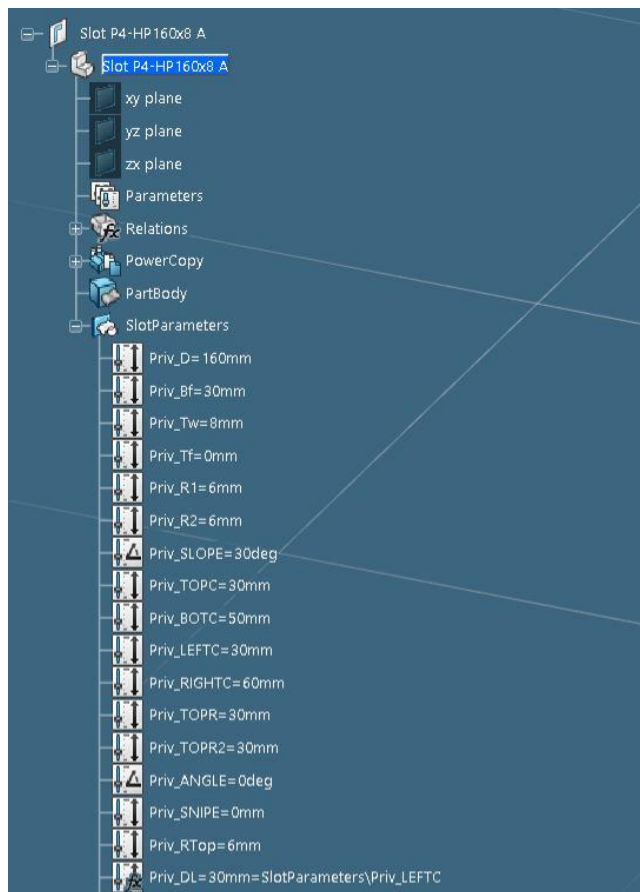 Slot P4-HP160x8 A
Slot P4-HP160x8 A
xy plane
yz plane
zx plane
Parameters
Relations
PowerCopy
PartBody
SlotParameters
Priv_D=160mm
Priv_Bf=30mm
Priv_Tw=8mm
Priv_Tf=0mm
Priv_R1=6mm
Priv_R2=6mm
Priv_SLOPE=30deg
Priv_TOPC=30mm
Priv_BOTC=50mm
Priv_LEFTC=30mm
Priv_RIGHTC=60mm
Priv_TOPR=30mm
Priv_TOPR2=30mm
Priv_ANGLE=0deg
Priv_SNIPE=0mm
Priv_RTop=6mm
Priv_DL=30mm=SlotParameters\Priv_LEFTC